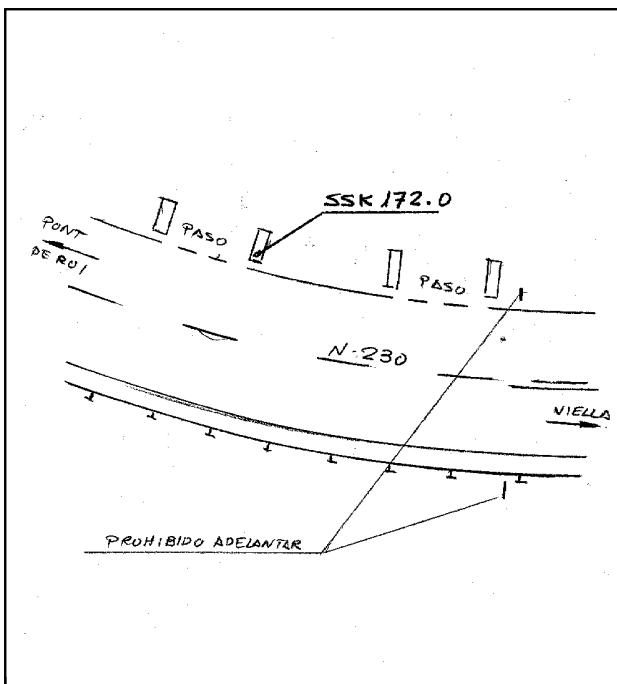 SSK 172.0
PONT
DE RUI
PASO
PASO
N-230
VIELLA
PROHIBIDO ADELANTAR